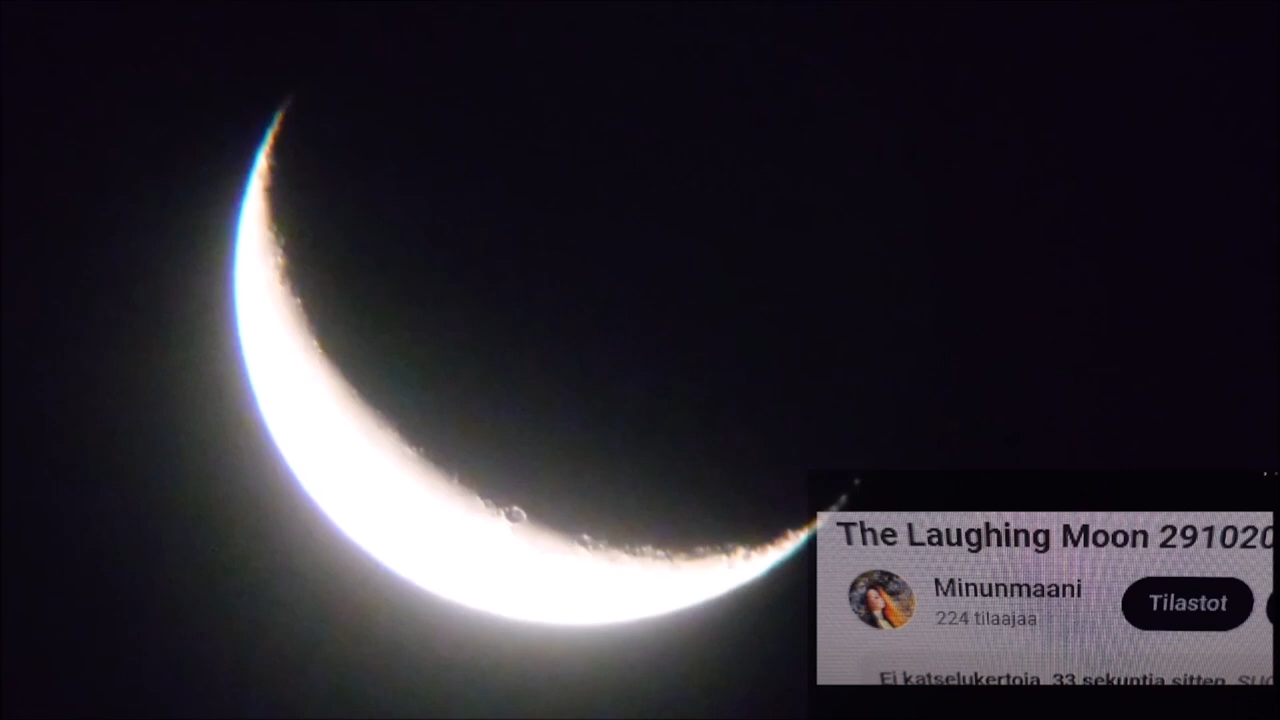 The Laughing Moon 291020
Minunmaani
Tilastot
224 tilaajaa
Ei katselukertoja 33 sekuntia sitten